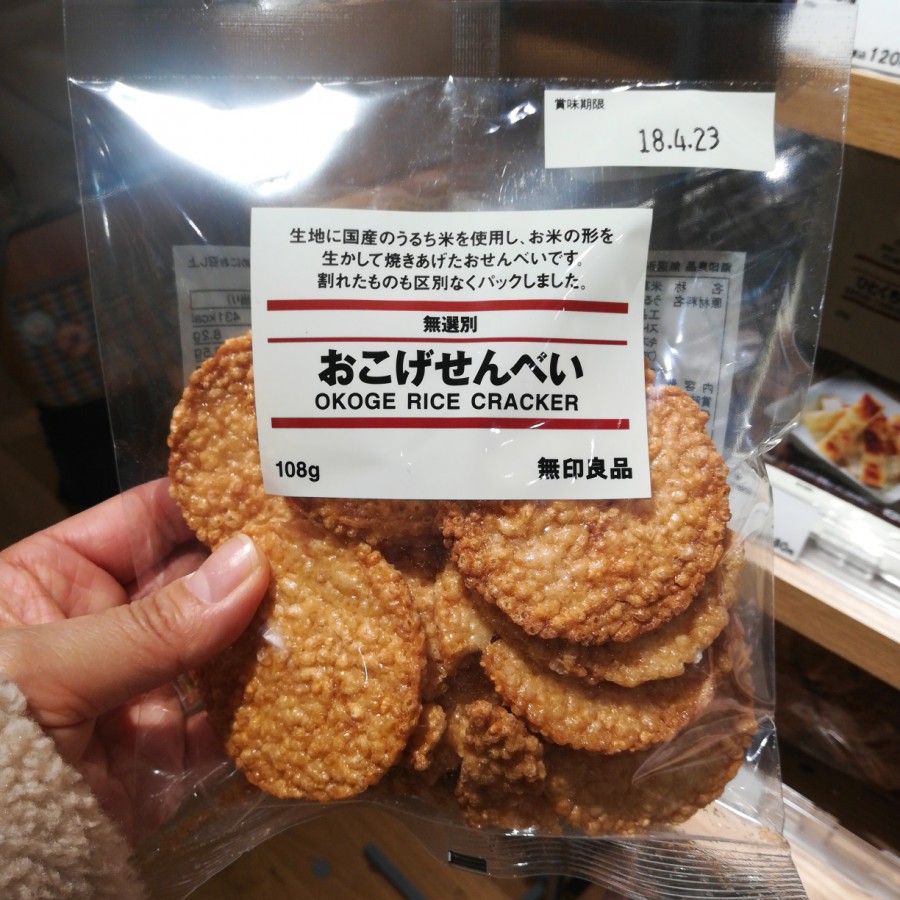 賞味期限
18.4.23
生地に国産のうるち米を使用し、お米の形を
生かして焼きあげたおせんべいです。
割れたものも区別なくパックしました。
無選別
おこげせんべい
OKOGE RICE CRACKER
108g
無印良品
431kcal
8.2g
120